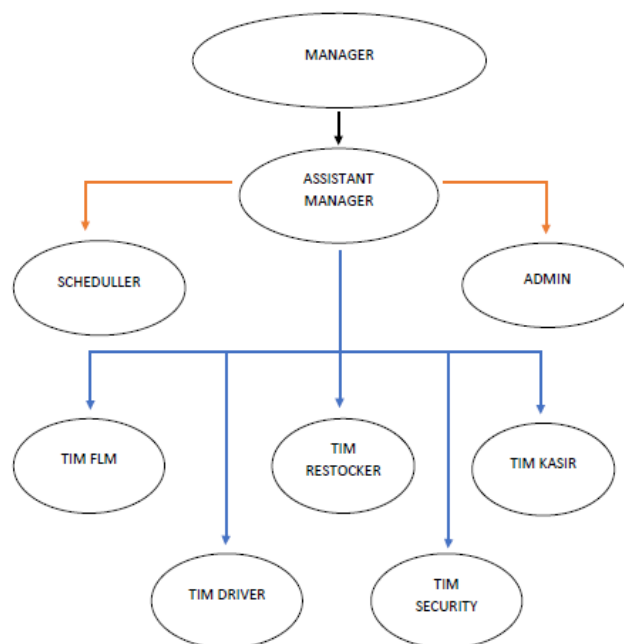 MANAGER
ASSISTANT
MANAGER
SCHEDULLER
ADMIN
TIM FLM
TIM
RESTOCKER
TIM KASIR
TIM DRIVER
TIM
SECURITY